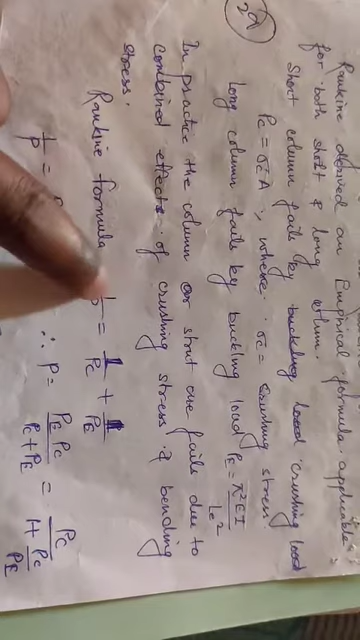 2d
Rankine derived an Empirical formula applicable
for both short & long column.
Short column fails by buckling load crushing load
Pc = σc A ; where σc = Crushing stress
Long column fails by buckling load PE = π²EI / le²
In practice the column or strut are fails due to
combined effects of crushing stress & bending
stress.
Rankine formula 1/P = 1/Pc + 1/PE
1/P = ∴ P = PE Pc / Pc + PE = Pc / 1 + Pc/PE